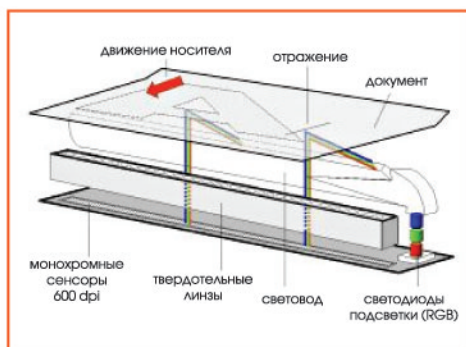 движение носителя
отражение
документ
монохромные
сенсоры
600 dpi
твердотельные
линзы
световод
светодиоды
подсветки (RGB)